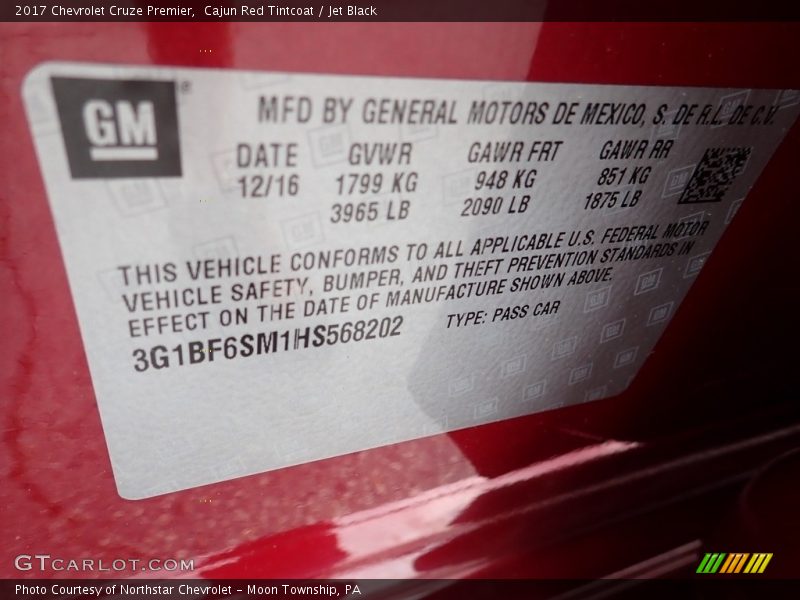 2017 Chevrolet Cruze Premier, Cajun Red Tintcoat / Jet Black
GM
MFD BY GENERAL MOTORS DE MEXICO, S. DE R.L. DE C.V.
DATE GVWR GAWR FRT GAWR RR
12/16 1799 KG 948 KG 851 KG
3965 LB 2090 LB 1875 LB
THIS VEHICLE CONFORMS TO ALL APPLICABLE U.S. FEDERAL MOTOR
VEHICLE SAFETY, BUMPER, AND THEFT PREVENTION STANDARDS IN
EFFECT ON THE DATE OF MANUFACTURE SHOWN ABOVE.
3G1BF6SM1HS568202 TYPE: PASS CAR
GTCARLOT.COM
Photo Courtesy of Northstar Chevrolet - Moon Township, PA